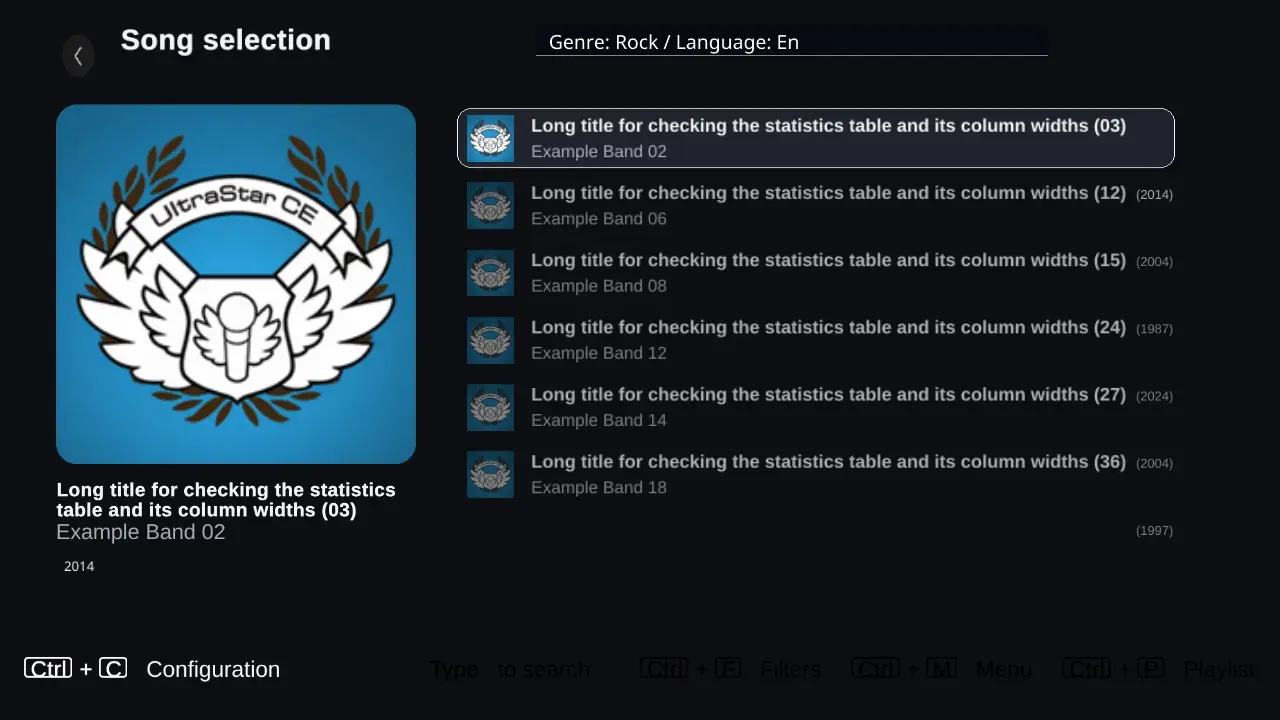 Song selection
Genre: Rock / Language: En
UltraStar CE
Long title for checking the statistics
table and its column widths (03)
Example Band 02
2014
Long title for checking the statistics table and its column widths (03)
Example Band 02
Long title for checking the statistics table and its column widths (12) (2014)
Example Band 06
Long title for checking the statistics table and its column widths (15) (2004)
Example Band 08
Long title for checking the statistics table and its column widths (24) (1987)
Example Band 12
Long title for checking the statistics table and its column widths (27) (2024)
Example Band 14
Long title for checking the statistics table and its column widths (36) (2004)
Example Band 18
(1997)
Ctrl + C Configuration Type to search Ctrl + F Filters Ctrl + M Menu Ctrl + P Playlist